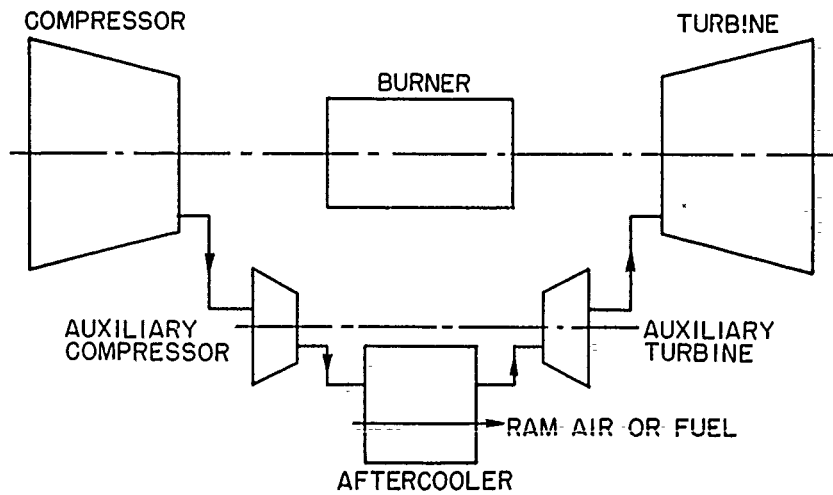 COMPRESSOR
TURBINE
BURNER
AUXILIARY
COMPRESSOR
AUXILIARY
TURBINE
RAM AIR OR FUEL
AFTERCOOLER